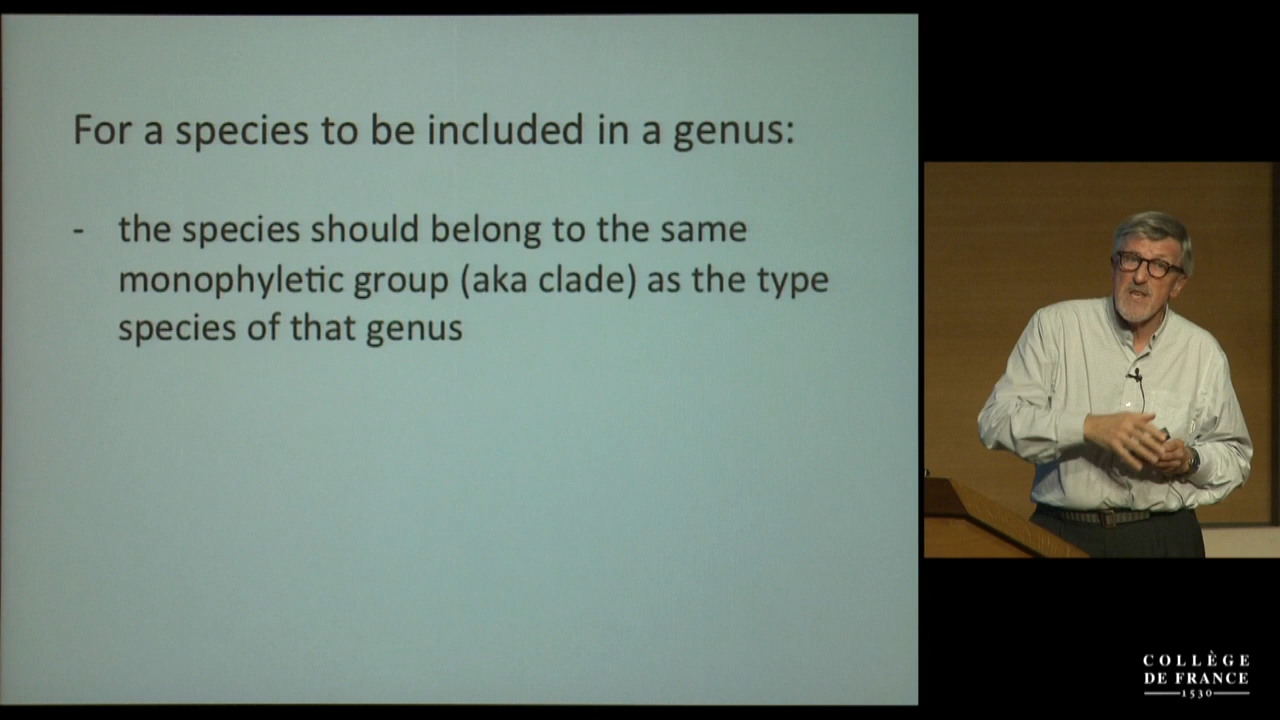 For a species to be included in a genus:
- the species should belong to the same
monophyletic group (aka clade) as the type
species of that genus
COLLÈGE
DE FRANCE
1530